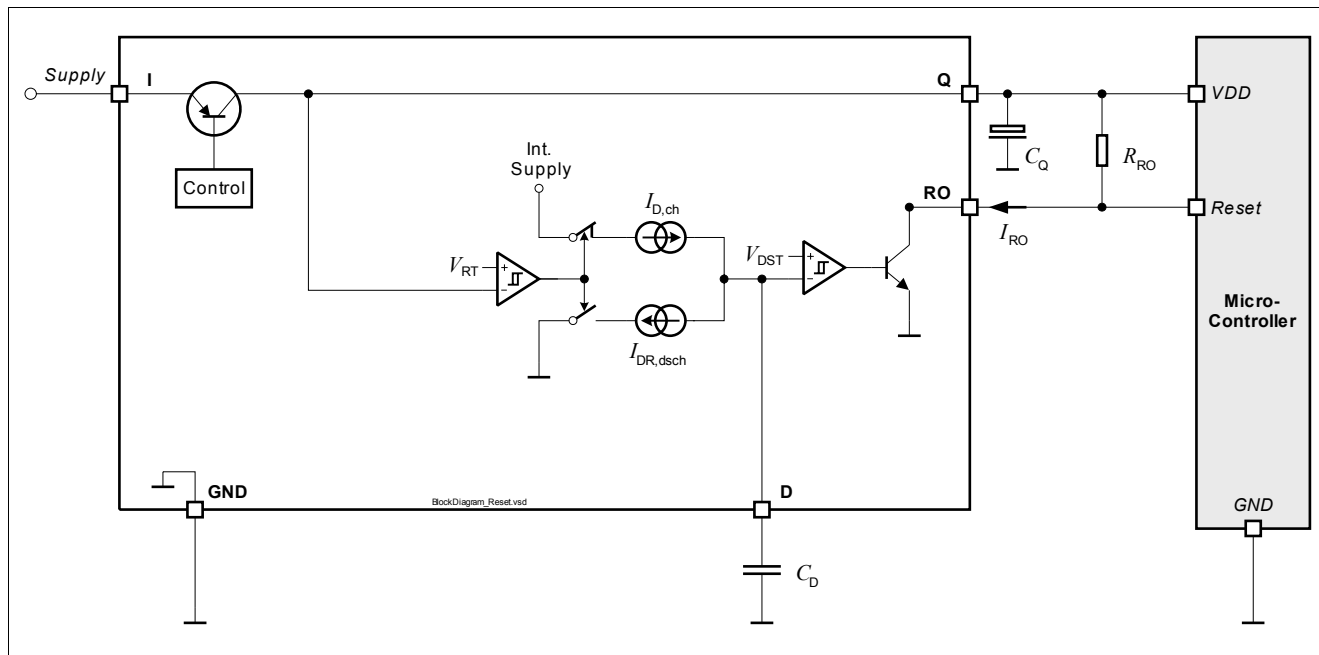 Supply
I
Q
VDD
Control
Int.
Supply
C_Q
R_RO
I_D,ch
RO
I_RO
Reset
V_RT
+
−
V_DST
+
−
I_DR,dsch
Micro-
Controller
GND
BlockDiagram_Reset.vsd
D
GND
C_D